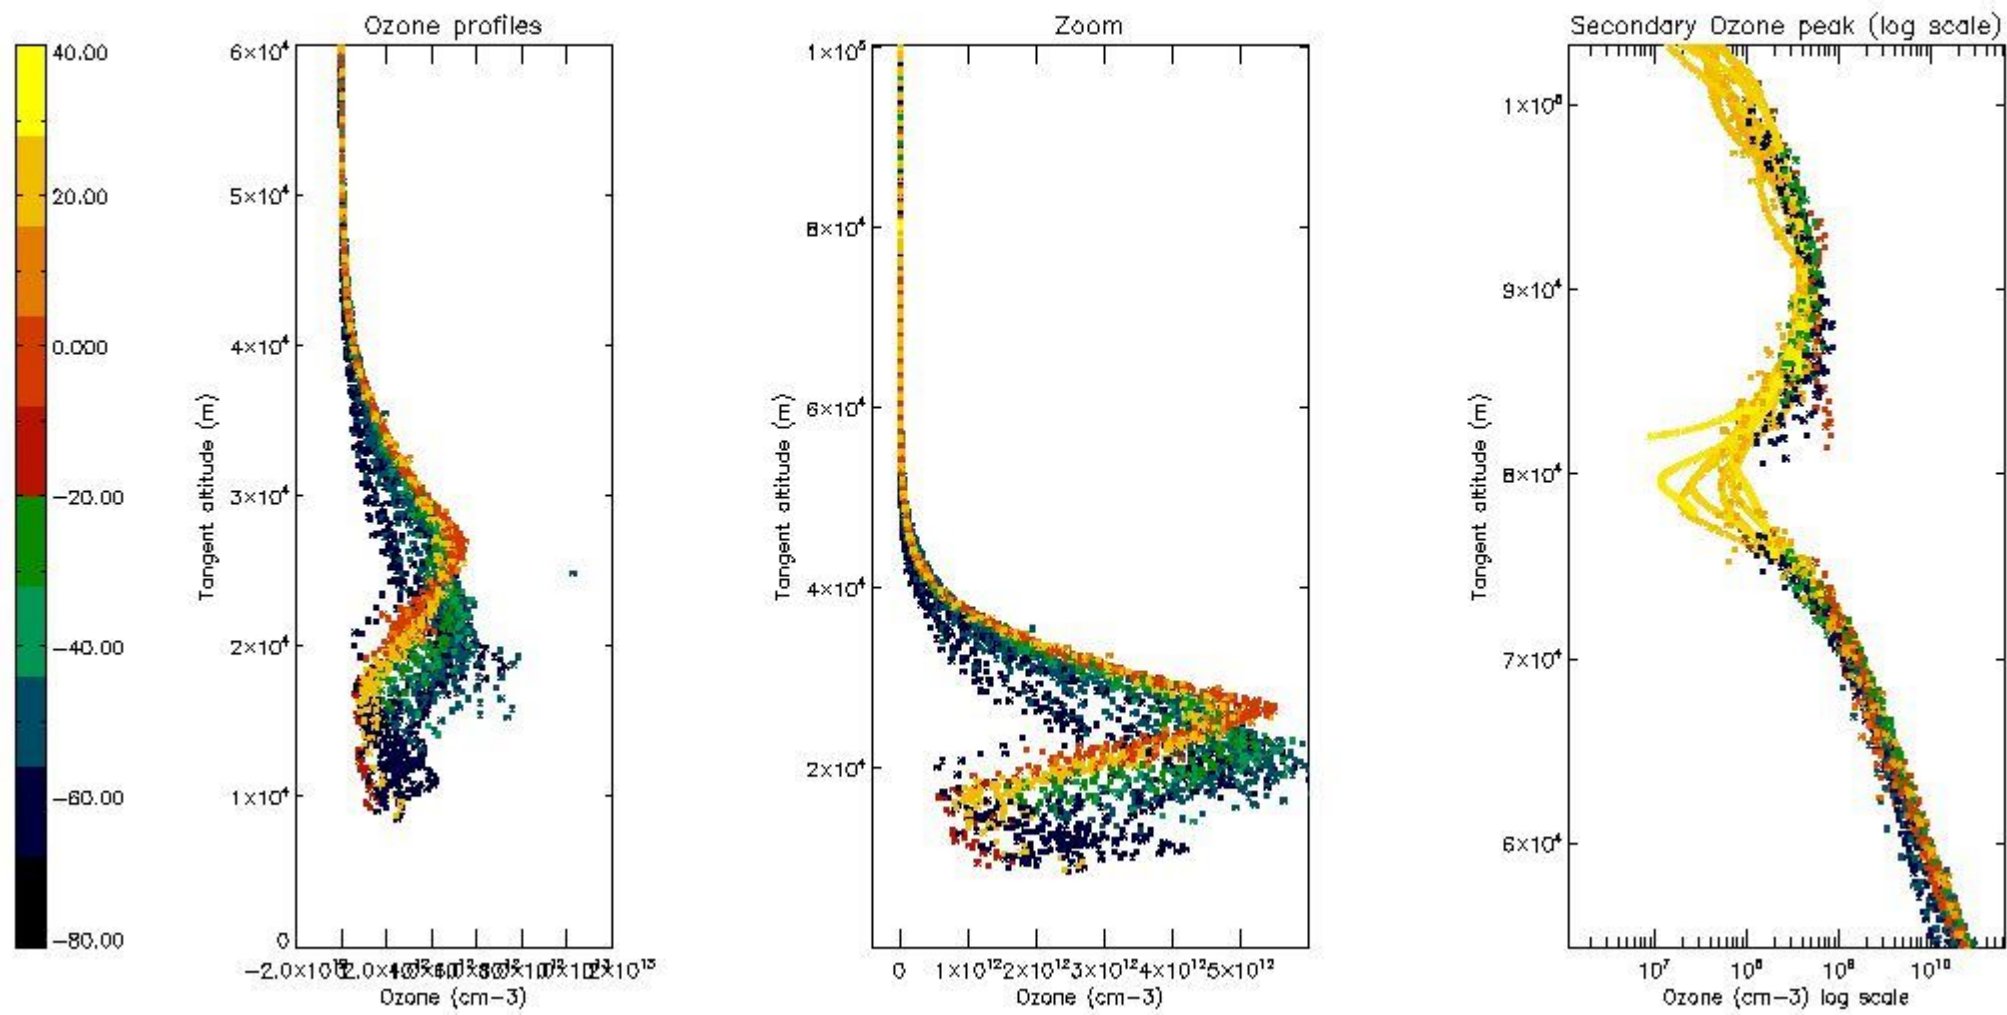 Ozone profiles
Zoom
Secondary Ozone peak (log scale)
40.00
20.00
0.000
−20.00
−40.00
−60.00
−80.00
6×10⁴
5×10⁴
4×10⁴
3×10⁴
2×10⁴
1×10⁴
0
Tangent altitude (m)
Ozone (cm−3)
1×10⁵
8×10⁴
6×10⁴
4×10⁴
2×10⁴
Tangent altitude (m)
0 1×10¹² 2×10¹² 3×10¹² 4×10¹² 5×10¹²
Ozone (cm−3)
9×10⁴
8×10⁴
7×10⁴
6×10⁴
Tangent altitude (m)
10⁷ 10⁸ 10⁹ 10¹⁰
Ozone (cm−3) log scale